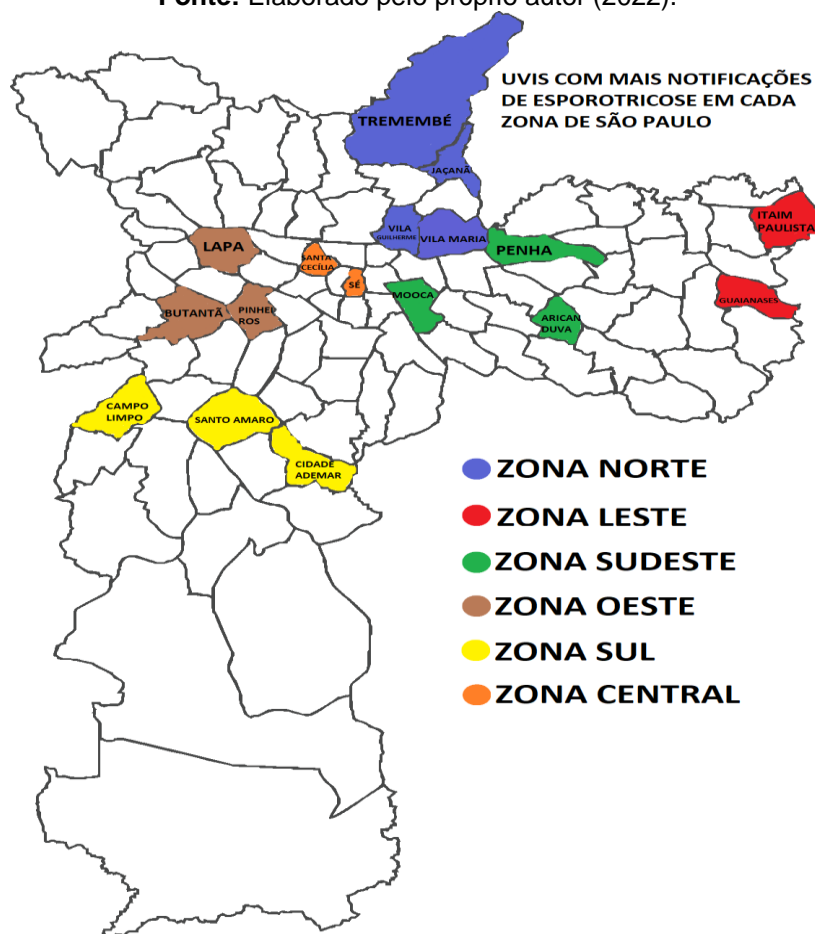 Fonte: Elaborado pelo próprio autor (2022).
UVIS COM MAIS NOTIFICAÇÕES
DE ESPOROTRICOSE EM CADA
ZONA DE SÃO PAULO
TREMEMBÉ
JAÇANÃ
VILA
GUILHERME
VILA MARIA
PENHA
ITAIM
PAULISTA
LAPA
SANTA
CECÍLIA
SÉ
MOOCA
GUAIANASES
BUTANTÃ
PINHEI
ROS
ARICAN
DUVA
CAMPO
LIMPO
SANTO AMARO
CIDADE
ADEMAR
ZONA NORTE
ZONA LESTE
ZONA SUDESTE
ZONA OESTE
ZONA SUL
ZONA CENTRAL